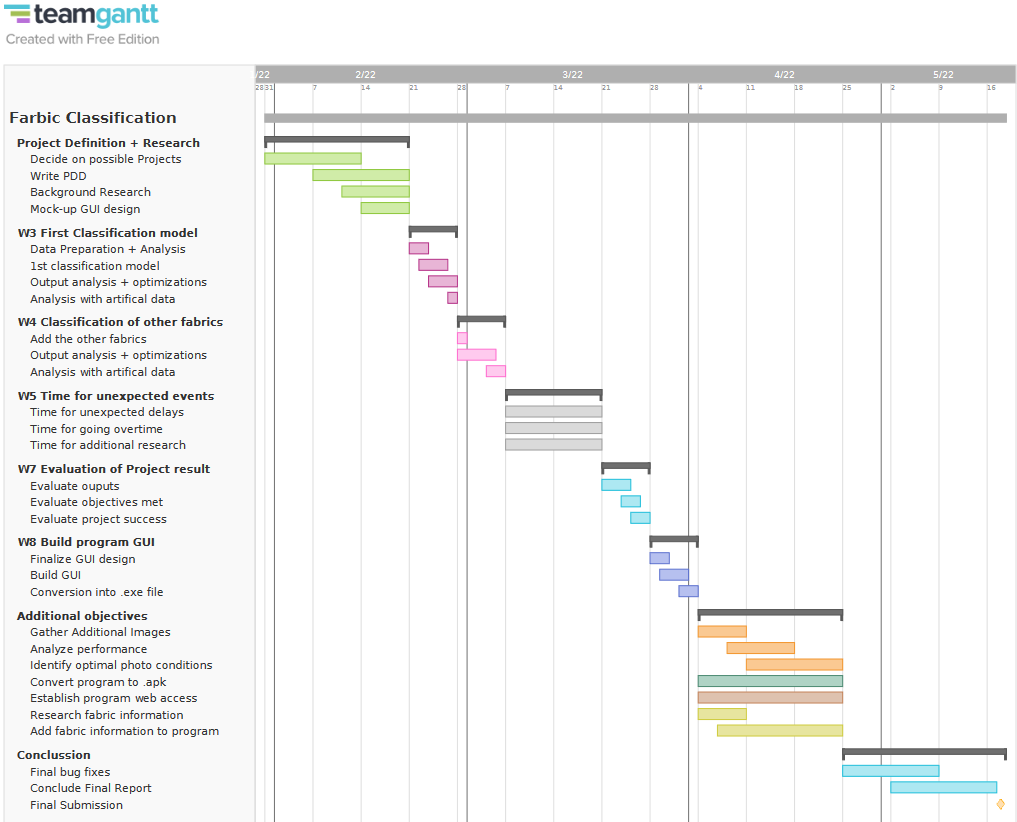 teamgantt
Created with Free Edition
/22 2/22 3/22 4/22 5/22
28 31 7 14 21 28 7 14 21 28 4 11 18 25 2 9 16
Farbic Classification
Project Definition + Research
Decide on possible Projects
Write PDD
Background Research
Mock-up GUI design
W3 First Classification model
Data Preparation + Analysis
1st classification model
Output analysis + optimizations
Analysis with artifical data
W4 Classification of other fabrics
Add the other fabrics
Output analysis + optimizations
Analysis with artifical data
W5 Time for unexpected events
Time for unexpected delays
Time for going overtime
Time for additional research
W7 Evaluation of Project result
Evaluate ouputs
Evaluate objectives met
Evaluate project success
W8 Build program GUI
Finalize GUI design
Build GUI
Conversion into .exe file
Additional objectives
Gather Additional Images
Analyze performance
Identify optimal photo conditions
Convert program to .apk
Establish program web access
Research fabric information
Add fabric information to program
Conclussion
Final bug fixes
Conclude Final Report
Final Submission